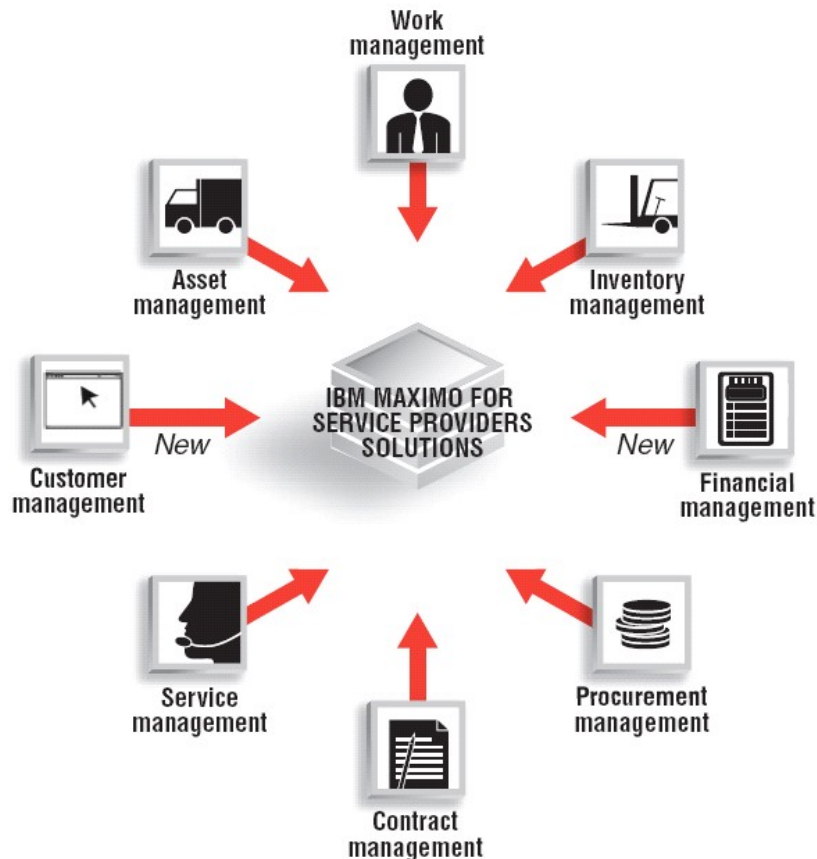 Work
management
Asset
management
Inventory
management
IBM MAXIMO FOR
SERVICE PROVIDERS
SOLUTIONS
New
New
Customer
management
Financial
management
Service
management
Procurement
management
Contract
management